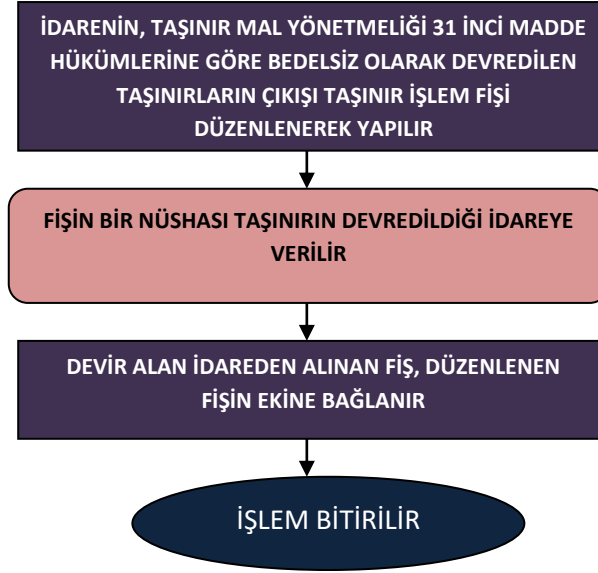 İDARENİN, TAŞINIR MAL YÖNETMELİĞİ 31 İNCİ MADDE
HÜKÜMLERİNE GÖRE BEDELSİZ OLARAK DEVREDİLEN
TAŞINIRLARIN ÇIKIŞI TAŞINIR İŞLEM FİŞİ
DÜZENLENEREK YAPILIR
FİŞİN BİR NÜSHASI TAŞINIRIN DEVREDİLDİĞİ İDAREYE
VERİLİR
DEVİR ALAN İDAREDEN ALINAN FİŞ, DÜZENLENEN
FİŞİN EKİNE BAĞLANIR
İŞLEM BİTİRİLİR